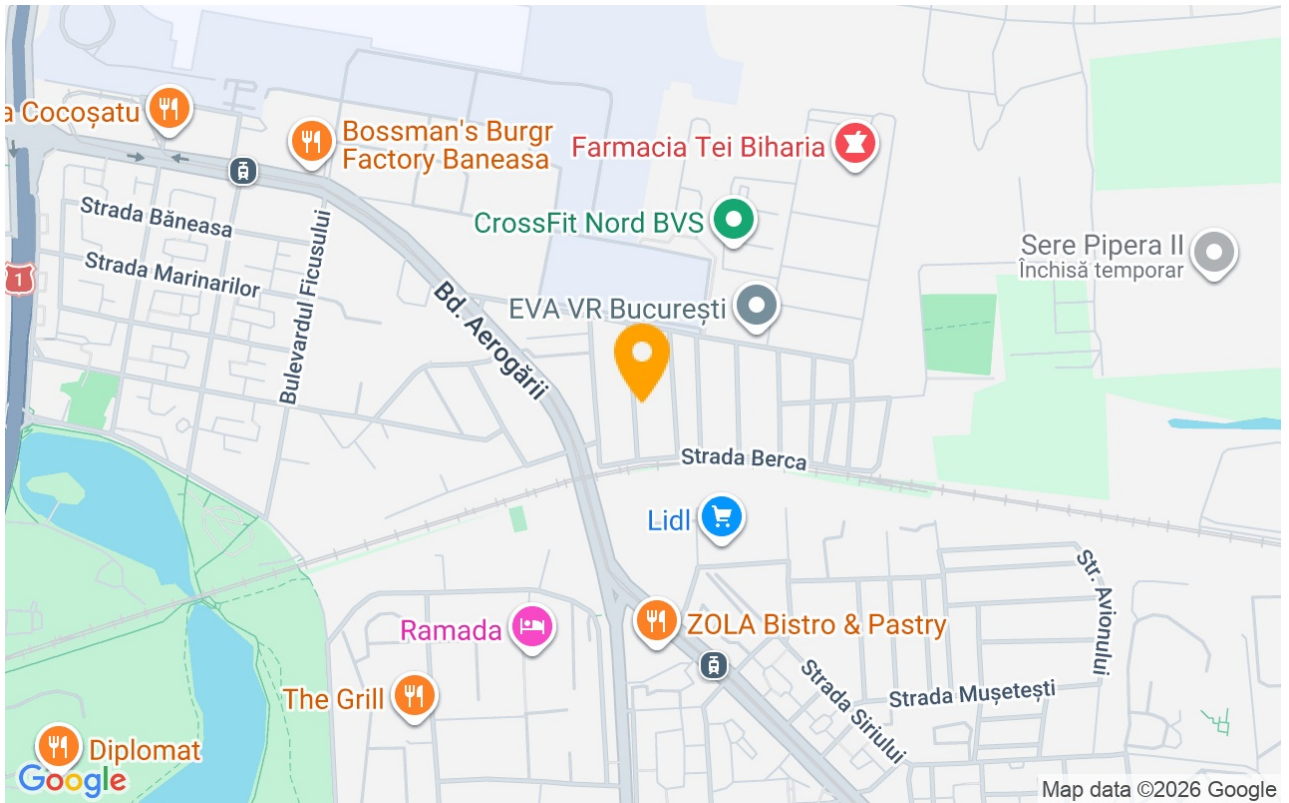 a Cocoșatu
Bossman's Burgr
Factory Baneasa
Farmacia Tei Biharia
Strada Băneasa
CrossFit Nord BVS
Sere Pipera II
Închisă temporar
Strada Marinarilor
1
Bulevardul Ficusului
Bd. Aerogării
EVA VR București
Strada Berca
Lidl
Str. Avionului
Ramada
ZOLA Bistro & Pastry
The Grill
Strada Siriului
Strada Mușetești
Diplomat
Google
Map data ©2026 Google